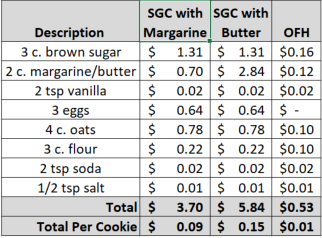 SGC with SGC with
Description Margarine Butter OFH
3 c. brown sugar $ 1.31 $ 1.31 $0.16
2 c. margarine/butter $ 0.70 $ 2.84 $0.12
2 tsp vanilla $ 0.02 $ 0.02 $0.02
3 eggs $ 0.64 $ 0.64 $ -
4 c. oats $ 0.78 $ 0.78 $0.10
3 c. flour $ 0.22 $ 0.22 $0.10
2 tsp soda $ 0.02 $ 0.02 $0.02
1/2 tsp salt $ 0.01 $ 0.01 $0.01
Total $ 3.70 $ 5.84 $0.53
Total Per Cookie $ 0.09 $ 0.15 $0.01